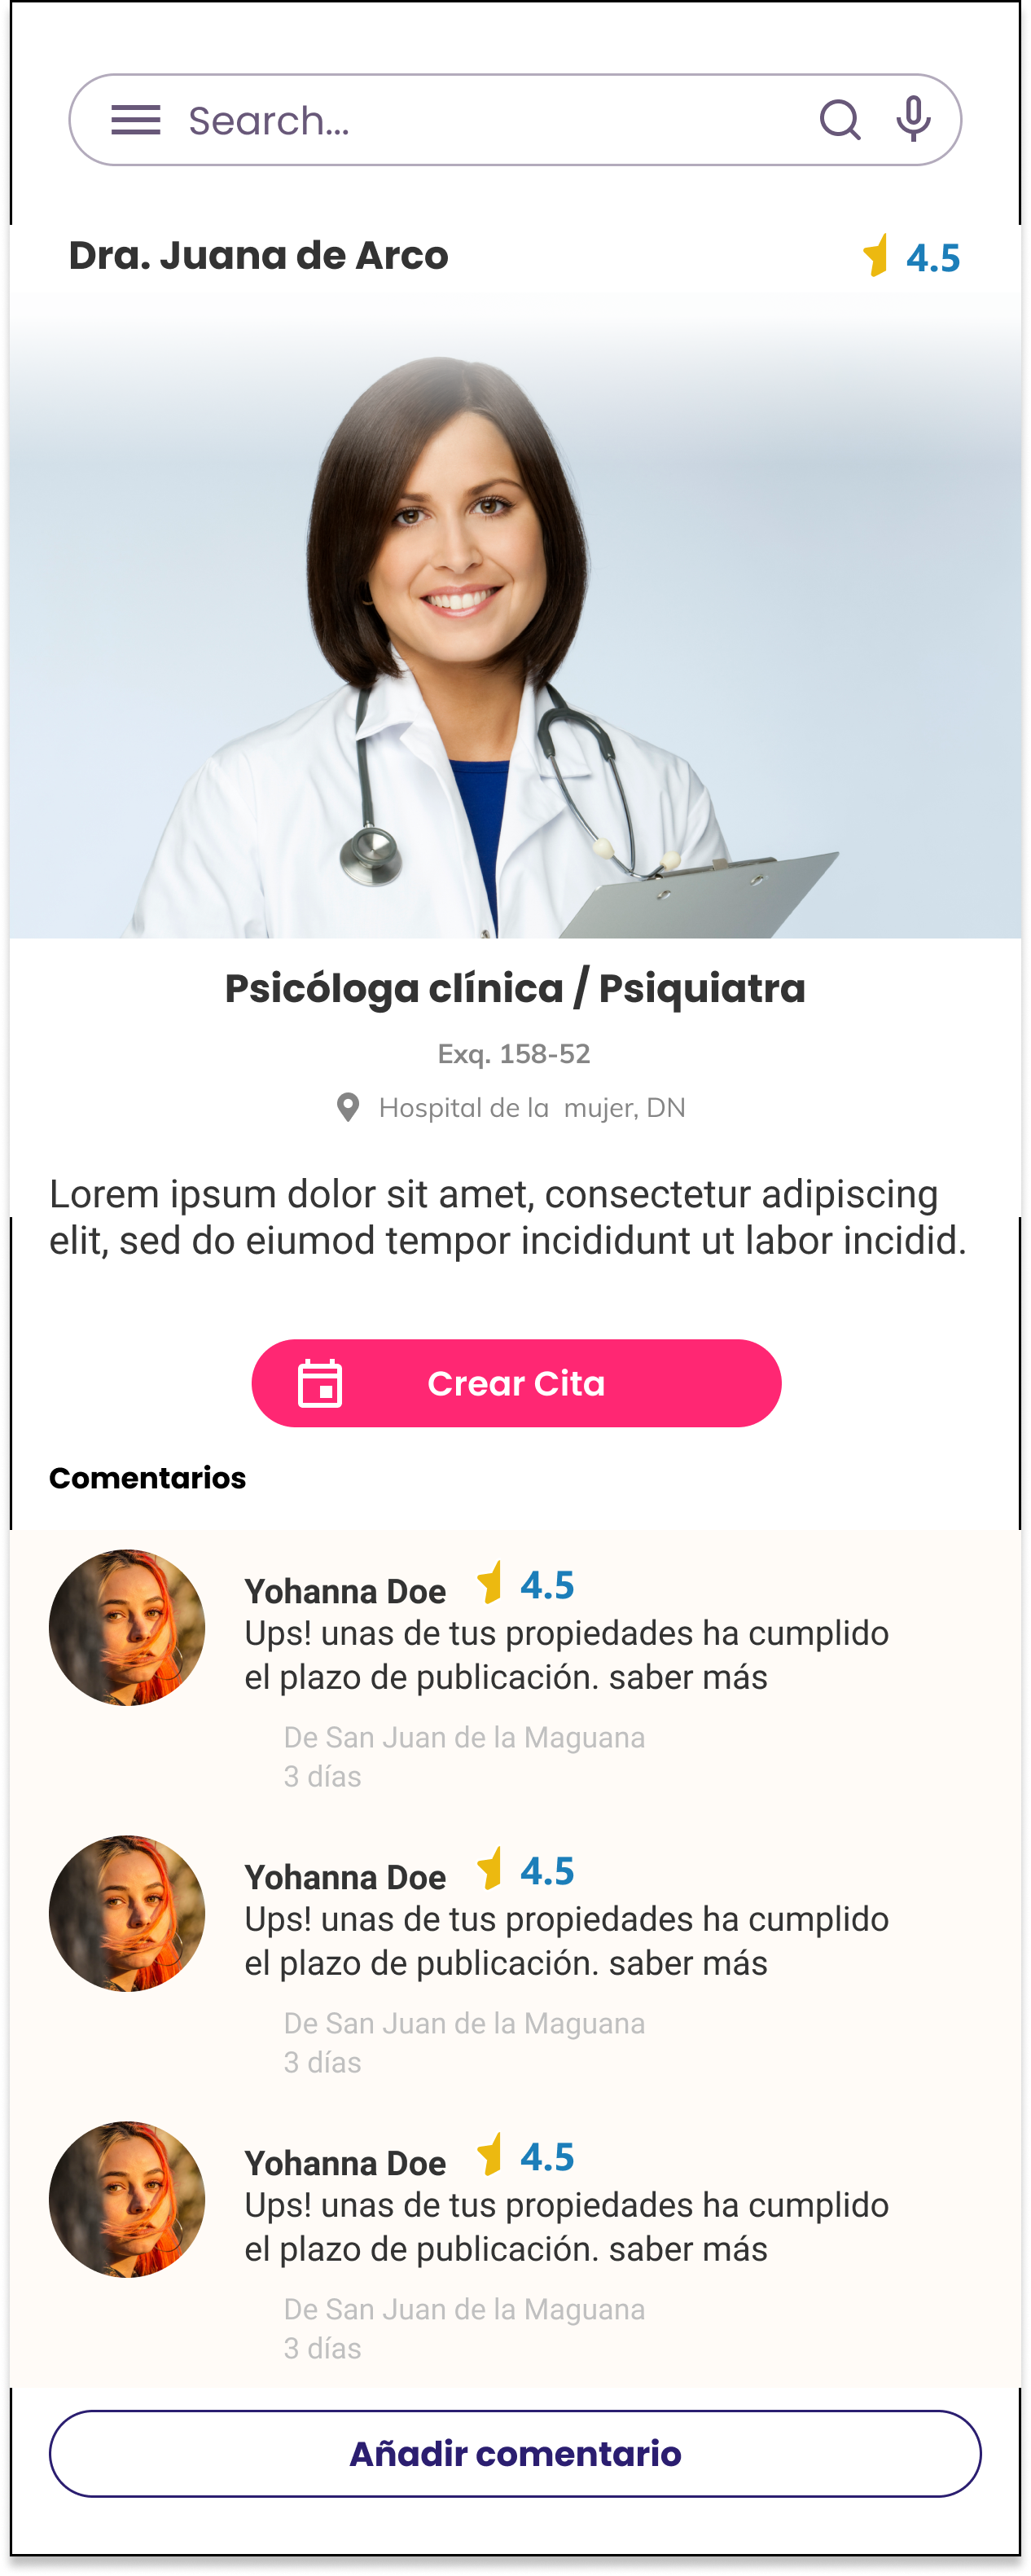 Search...
Dra. Juana de Arco
4.5
Psicóloga clínica / Psiquiatra
Exq. 158-52
Hospital de la  mujer, DN
Lorem ipsum dolor sit amet, consectetur adipiscing
elit, sed do eiumod tempor incididunt ut labor incidid.
Crear Cita
Comentarios
Yohanna Doe 4.5
Ups! unas de tus propiedades ha cumplido
el plazo de publicación. saber más
De San Juan de la Maguana
3 días
Yohanna Doe 4.5
Ups! unas de tus propiedades ha cumplido
el plazo de publicación. saber más
De San Juan de la Maguana
3 días
Yohanna Doe 4.5
Ups! unas de tus propiedades ha cumplido
el plazo de publicación. saber más
De San Juan de la Maguana
3 días
Añadir comentario